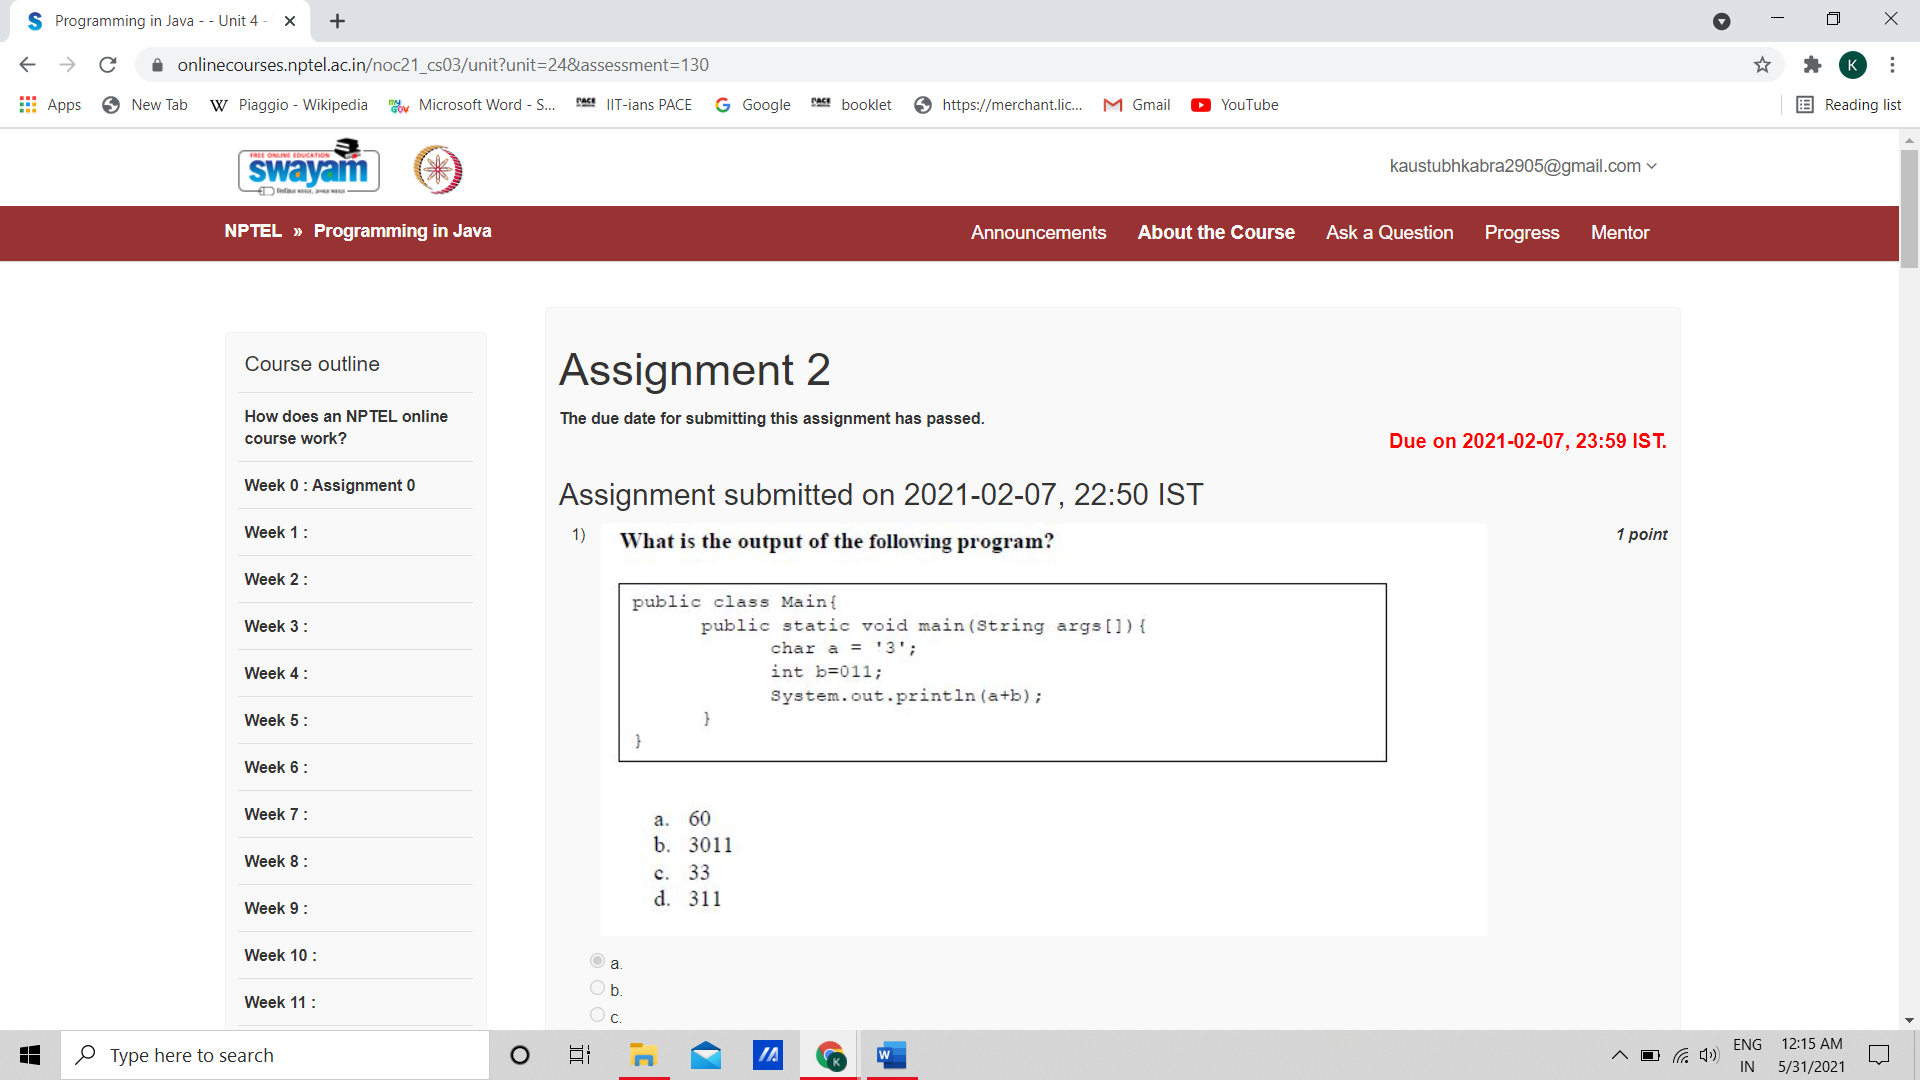 Programming in Java - - Unit 4 -
onlinecourses.nptel.ac.in/noc21_cs03/unit?unit=24&assessment=130
K
Apps
New Tab
W Piaggio - Wikipedia
Microsoft Word - S...
PACE IIT-ians PACE
G Google
PACE booklet
https://merchant.lic...
Gmail
YouTube
Reading list
FREE ONLINE EDUCATION
swayam
kaustubhkabra2905@gmail.com
NPTEL » Programming in Java
Announcements About the Course Ask a Question Progress Mentor
Course outline
How does an NPTEL online
course work?
Week 0 : Assignment 0
Week 1 :
Week 2 :
Week 3 :
Week 4 :
Week 5 :
Week 6 :
Week 7 :
Week 8 :
Week 9 :
Week 10 :
Week 11 :
Assignment 2
The due date for submitting this assignment has passed.
Due on 2021-02-07, 23:59 IST.
Assignment submitted on 2021-02-07, 22:50 IST
1) What is the output of the following program? 1 point
public class Main{
public static void main(String args[]){
char a = '3';
int b=011;
System.out.println(a+b);
}
}
a. 60
b. 3011
c. 33
d. 311
a.
b.
c.
Type here to search
K
W
ENG
IN
12:15 AM
5/31/2021